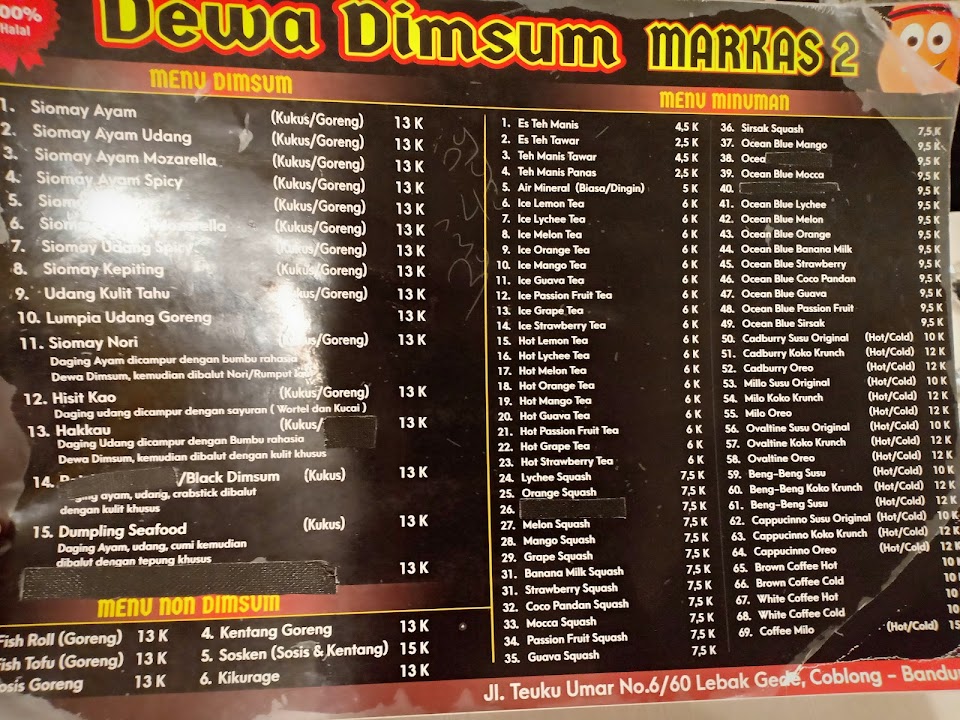 100%
Halal
Dewa Dimsum MARKAS 2
MENU DIMSUM
1. Siomay Ayam (Kukus/Goreng) 13 K
2. Siomay Ayam Udang (Kukus/Goreng) 13 K
3. Siomay Ayam Mozarella (Kukus/Goreng) 13 K
4. Siomay Ayam Spicy (Kukus/Goreng) 13 K
5. (Kukus/Goreng) 13 K
6. (Kukus/Goreng) 13 K
7. Siomay Udang Spicy (Kukus/Goreng) 13 K
8. Siomay Kepiting (Kukus/Goreng) 13 K
9. Udang Kulit Tahu (Kukus/Goreng) 13 K
10. Lumpia Udang Goreng 13 K
11. Siomay Nori (Kukus/Goreng) 13 K
Daging Ayam dicampur dengan bumbu rahasia
Dewa Dimsum, kemudian dibalut Nori/Rumput
12. Hisit Kao (Kukus/Goreng) 13 K
Daging udang dicampur dengan sayuran ( Wortel dan Kucai )
13. Hakkau (Kukus/ 13 K
Daging Udang dicampur dengan Bumbu rahasia
Dewa Dimsum, kemudian dibalut dengan kulit khusus
14. /Black Dimsum (Kukus) 13 K
Daging ayam, udang, crabstick dibalut
dengan kulit khusus
15. Dumpling Seafood (Kukus) 13 K
Daging Ayam, udang, cumi kemudian
dibalut dengan tepung khusus
13 K
MENU NON DIMSUM
Fish Roll (Goreng) 13 K
Fish Tofu (Goreng) 13 K
Sosis Goreng 13 K
4. Kentang Goreng 13 K
5. Sosken (Sosis & Kentang) 15 K
6. Kikurage 13 K
MENU MINUMAN
1. Es Teh Manis 4,5 K
2. Es Teh Tawar 2,5 K
3. Teh Manis Tawar 4,5 K
4. Teh Manis Panas 2,5 K
5. Air Mineral (Biasa/Dingin) 5 K
6. Ice Lemon Tea 6 K
7. Ice Lychee Tea 6 K
8. Ice Melon Tea 6 K
9. Ice Orange Tea 6 K
10. Ice Mango Tea 6 K
11. Ice Guava Tea 6 K
12. Ice Passion Fruit Tea 6 K
13. Ice Grape Tea 6 K
14. Ice Strawberry Tea 6 K
15. Hot Lemon Tea 6 K
16. Hot Lychee Tea 6 K
17. Hot Melon Tea 6 K
18. Hot Orange Tea 6 K
19. Hot Mango Tea 6 K
20. Hot Guava Tea 6 K
21. Hot Passion Fruit Tea 6 K
22. Hot Grape Tea 6 K
23. Hot Strawberry Tea 6 K
24. Lychee Squash 7,5 K
25. Orange Squash 7,5 K
26. 7,5 K
27. Melon Squash 7,5 K
28. Mango Squash 7,5 K
29. Grape Squash 7,5 K
31. Banana Milk Squash 7,5 K
31. Strawberry Squash 7,5 K
32. Coco Pandan Squash 7,5 K
33. Mocca Squash 7,5 K
34. Passion Fruit Squash 7,5 K
35. Guava Squash 7,5 K
36. Sirsak Squash 7,5 K
37. Ocean Blue Mango 9,5 K
38. Ocea 9,5 K
39. Ocean Blue Mocca 9,5 K
40. 9,5 K
41. Ocean Blue Lychee 9,5 K
42. Ocean Blue Melon 9,5 K
43. Ocean Blue Orange 9,5 K
44. Ocean Blue Banana Milk 9,5 K
45. Ocean Blue Strawberry 9,5 K
46. Ocean Blue Coco Pandan 9,5 K
47. Ocean Blue Guava 9,5 K
48. Ocean Blue Passion Fruit 9,5 K
49. Ocean Blue Sirsak 9,5 K
50. Cadburry Susu Original (Hot/Cold) 10 K
51. Cadburry Koko Krunch (Hot/Cold) 12 K
52. Cadburry Oreo (Hot/Cold) 12 K
53. Millo Susu Original (Hot/Cold) 10 K
54. Milo Koko Krunch (Hot/Cold) 12 K
55. Milo Oreo (Hot/Cold) 12 K
56. Ovaltine Susu Original (Hot/Cold) 10 K
57. Ovaltine Koko Krunch (Hot/Cold) 12 K
58. Ovaltine Oreo (Hot/Cold) 12 K
59. Beng-Beng Susu (Hot/Cold) 10 K
60. Beng-Beng Koko Krunch (Hot/Cold) 12 K
61. Beng-Beng Susu (Hot/Cold) 12 K
62. Cappucinno Susu Original (Hot/Cold) 10 K
63. Cappucinno Koko Krunch (Hot/Cold) 12 K
64. Cappucinno Oreo (Hot/Cold) 12 K
65. Brown Coffee Hot 10
66. Brown Coffee Cold 10
67. White Coffee Hot 10
68. White Coffee Cold 10
69. Coffee Milo (Hot/Cold) 15
Jl. Teuku Umar No.6/60 Lebak Gede, Coblong - Bandun